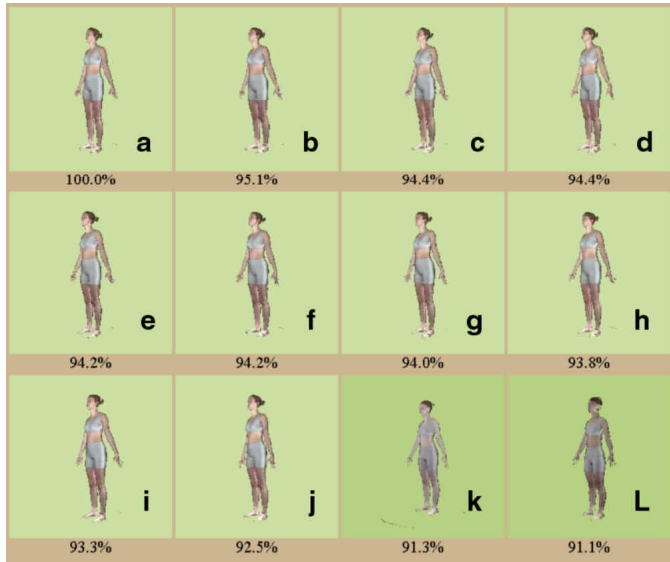 a b c d
100.0% 95.1% 94.4% 94.4%
e f g h
94.2% 94.2% 94.0% 93.8%
i j k L
93.3% 92.5% 91.3% 91.1%